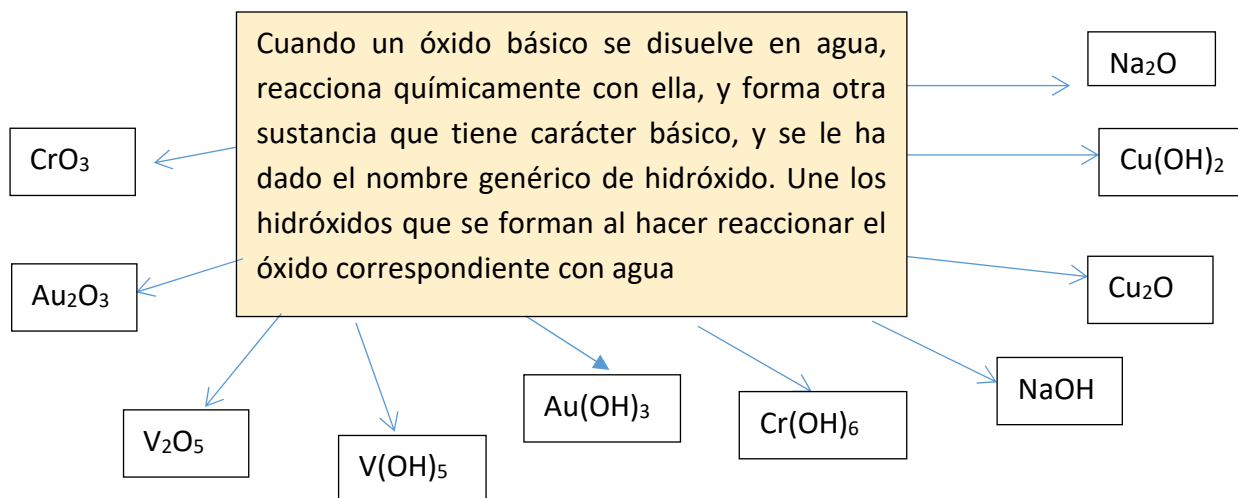 Cuando un óxido básico se disuelve en agua,
reacciona químicamente con ella, y forma otra
sustancia que tiene carácter básico, y se le ha
dado el nombre genérico de hidróxido. Une los
hidróxidos que se forman al hacer reaccionar el
óxido correspondiente con agua
Na₂O
CrO₃
Cu(OH)₂
Au₂O₃
Cu₂O
V₂O₅
V(OH)₅
Au(OH)₃
Cr(OH)₆
NaOH